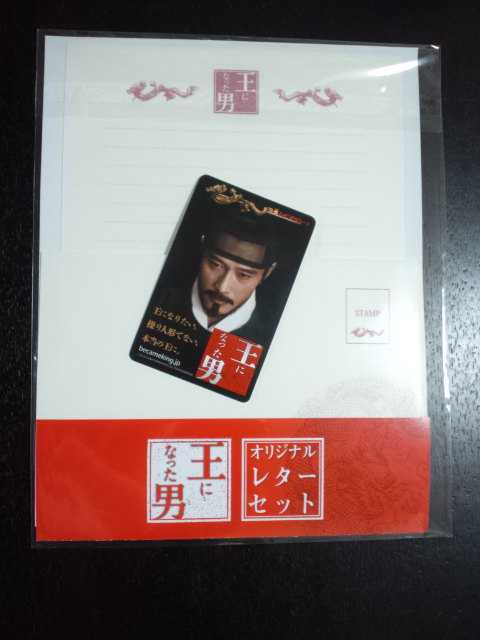 王に
なった
男
STAMP
王になりたい。
操り人形でない、
本当の王に。
becameking.jp
王に
なった
男
王に
なった
男
オリジナル
レター
セット